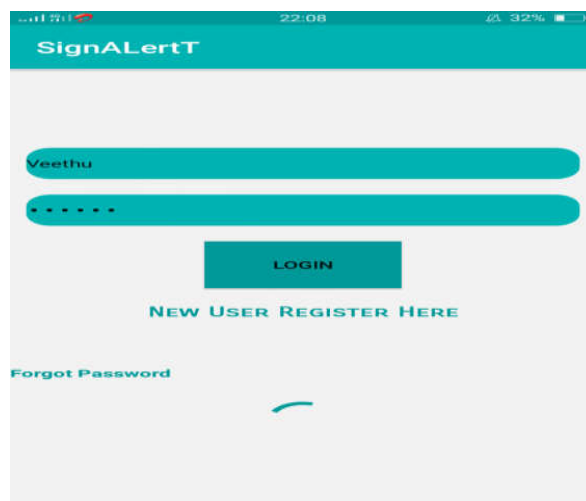 22:08
32%
SignALertT
Veethu
••••••
LOGIN
NEW USER REGISTER HERE
Forgot Password